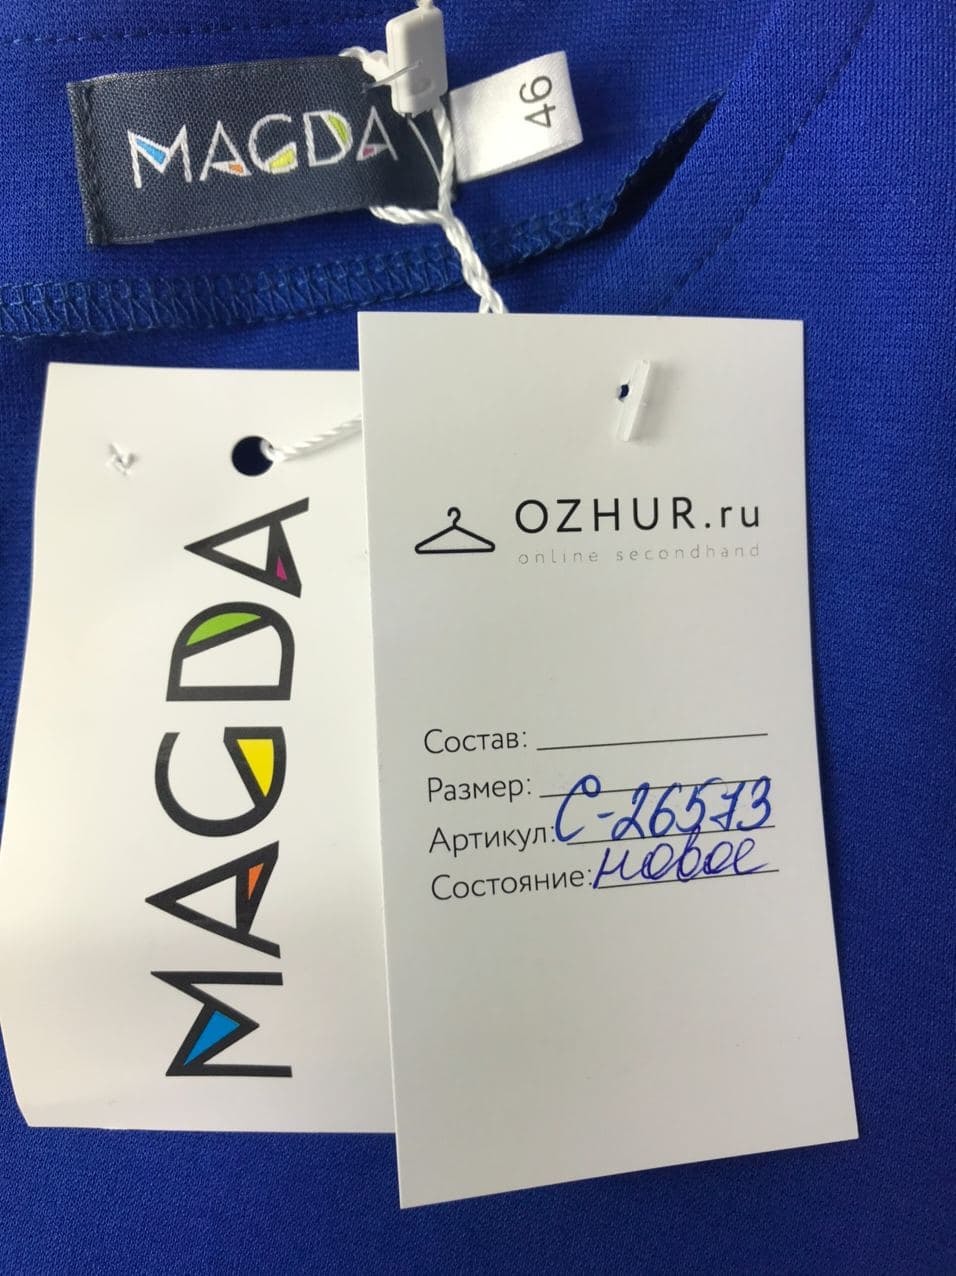 MAGDA
46
MAGDA
OZHUR.ru
online secondhand
Состав:
Размер:
Артикул: С-26573
Состояние: новое